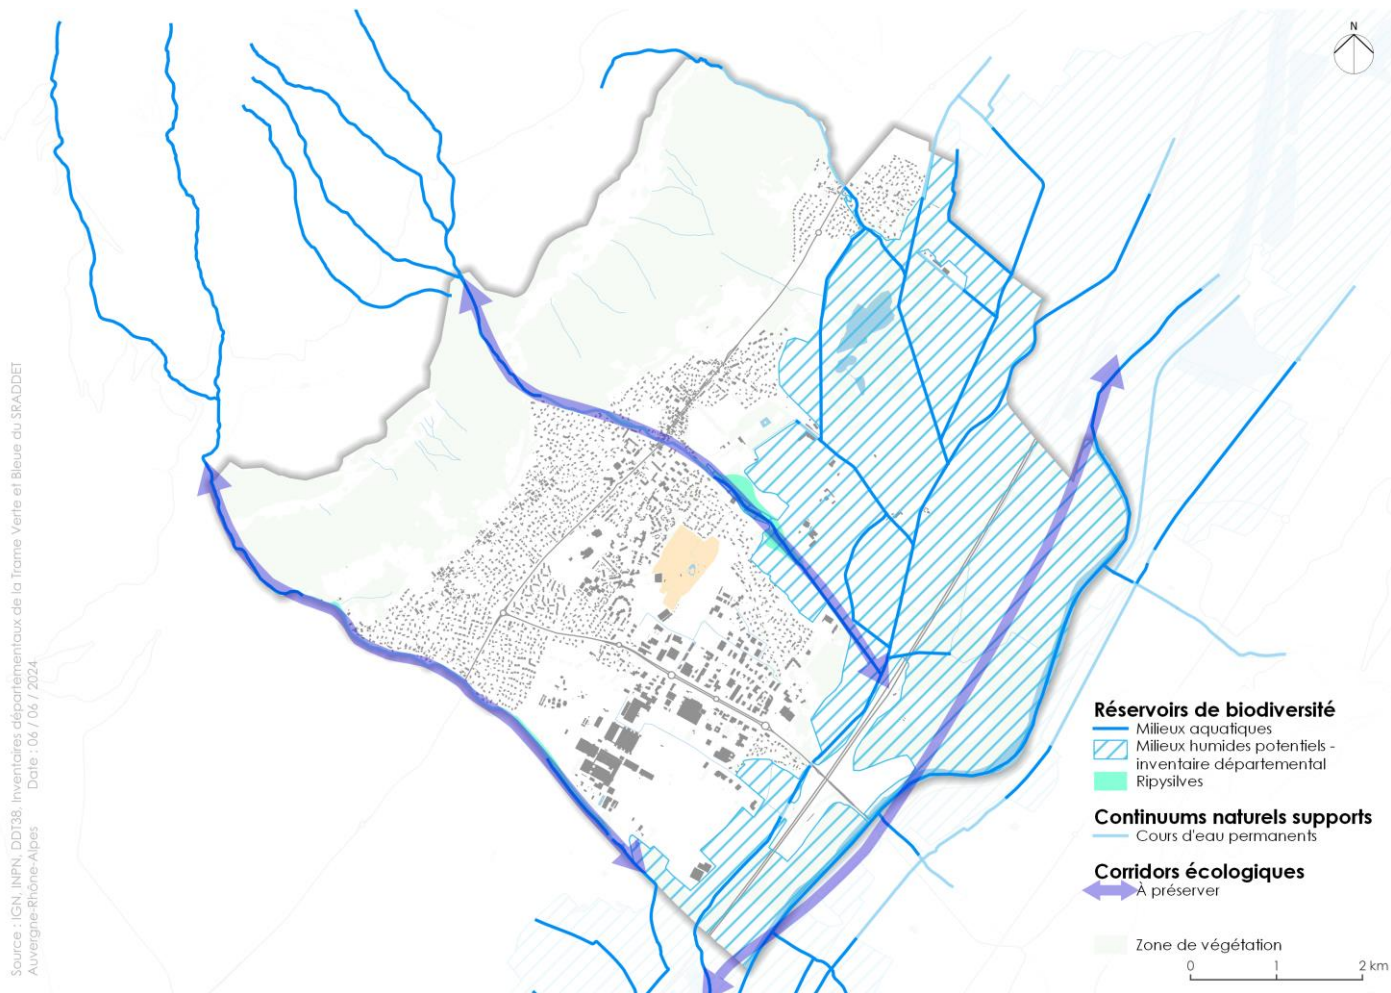 N
Réservoirs de biodiversité
Milieux aquatiques
Milieux humides potentiels -
inventaire départemental
Ripysilves
Continuums naturels supports
Cours d'eau permanents
Corridors écologiques
À préserver
Zone de végétation
0 1 2 km
Source : IGN, INPN, DDT38, Inventaires départementaux de la Trame Verte et Bleue du SRADDET
Auvergne-Rhône-Alpes Date : 06 / 06 / 2024